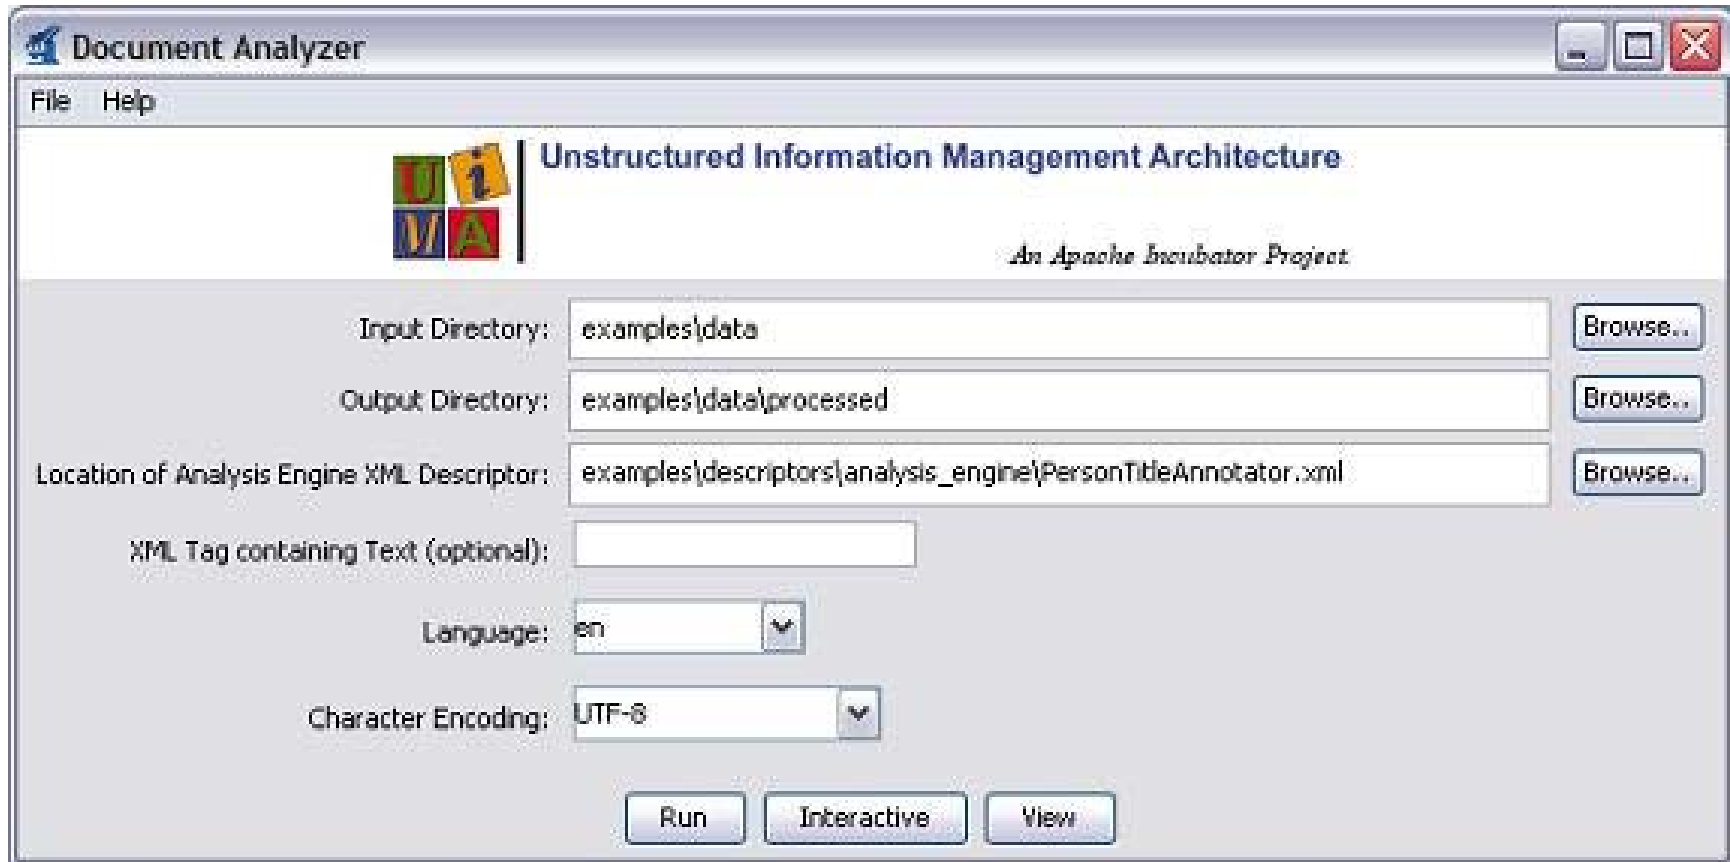 Document Analyzer
File Help
UiMA
Unstructured Information Management Architecture
An Apache Incubator Project
Input Directory: examples\data Browse..
Output Directory: examples\data\processed Browse..
Location of Analysis Engine XML Descriptor: examples\descriptors\analysis_engine\PersonTitleAnnotator.xml Browse..
XML Tag containing Text (optional):
Language: en
Character Encoding: UTF-8
Run Interactive View